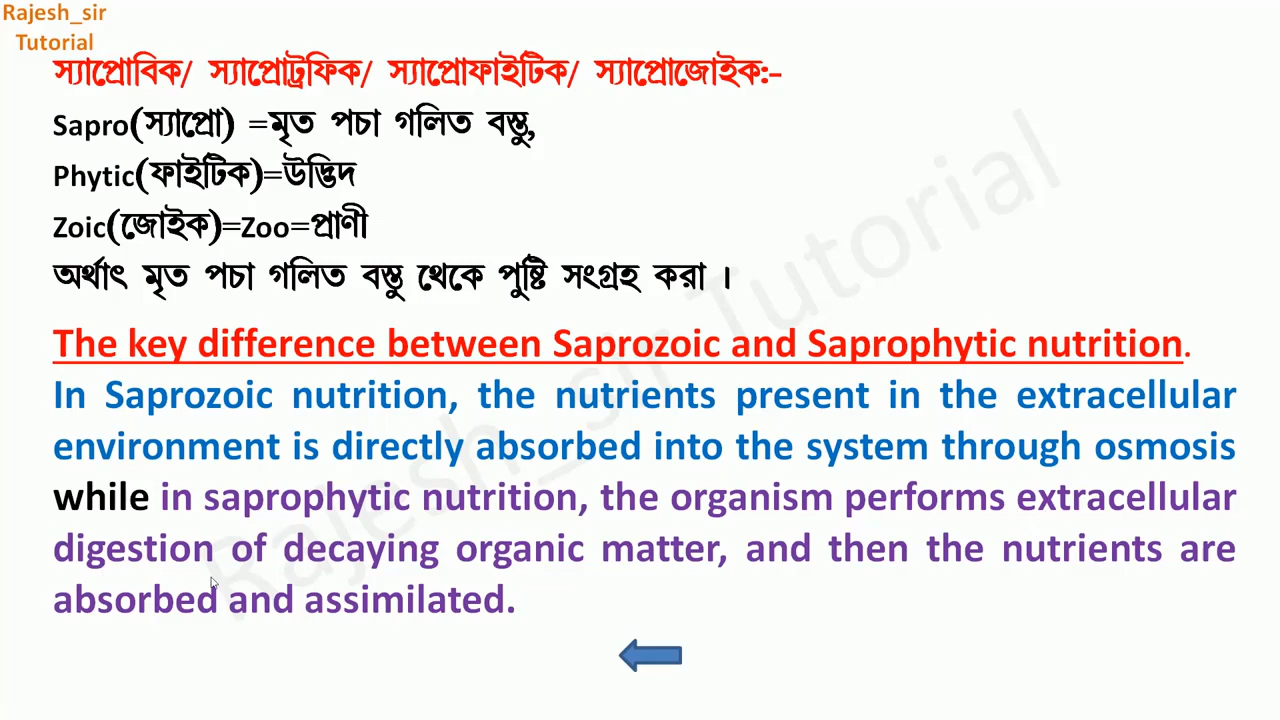 Rajesh_sir
Tutorial
স্যাপ্রোবিক/ স্যাপ্রোট্রফিক/ স্যাপ্রোফাইটিক/ স্যাপ্রোজোইক:-
Sapro(স্যাপ্রো) =মৃত পচা গলিত বস্তু,
Phytic(ফাইটিক)=উদ্ভিদ
Zoic(জোইক)=Zoo=প্রাণী
অর্থাৎ মৃত পচা গলিত বস্তু থেকে পুষ্টি সংগ্রহ করা ।
The key difference between Saprozoic and Saprophytic nutrition.
In Saprozoic nutrition, the nutrients present in the extracellular
environment is directly absorbed into the system through osmosis
while in saprophytic nutrition, the organism performs extracellular
digestion of decaying organic matter, and then the nutrients are
absorbed and assimilated.
Rajesh_sir Tutorial